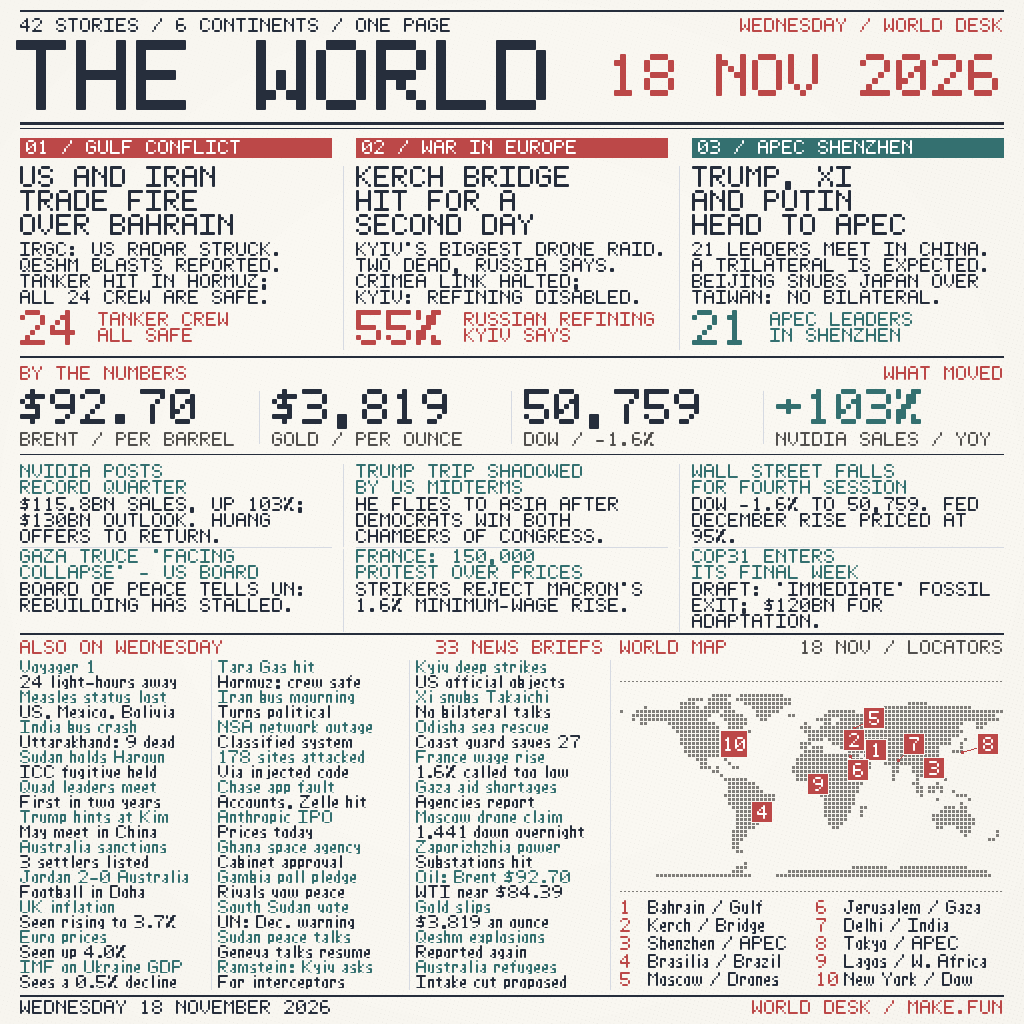 42 STORIES / 6 CONTINENTS / ONE PAGE
WEDNESDAY / WORLD DESK
THE WORLD
18 NOV 2026
01 / GULF CONFLICT
US AND IRAN
TRADE FIRE
OVER BAHRAIN
IRGC: US RADAR STRUCK.
QESHM BLASTS REPORTED.
TANKER HIT IN HORMUZ;
ALL 24 CREW ARE SAFE.
24
TANKER CREW
ALL SAFE
02 / WAR IN EUROPE
KERCH BRIDGE
HIT FOR A
SECOND DAY
KYIV'S BIGGEST DRONE RAID.
TWO DEAD, RUSSIA SAYS.
CRIMEA LINK HALTED;
KYIV: REFINING DISABLED.
55%
RUSSIAN REFINING
KYIV SAYS
03 / APEC SHENZHEN
TRUMP, XI
AND PUTIN
HEAD TO APEC
21 LEADERS MEET IN CHINA.
A TRILATERAL IS EXPECTED.
BEIJING SNUBS JAPAN OVER
TAIWAN: NO BILATERAL.
21
APEC LEADERS
IN SHENZHEN
BY THE NUMBERS
WHAT MOVED
$92.70
BRENT / PER BARREL
$3,819
GOLD / PER OUNCE
50,759
DOW / -1.6%
+103%
NVIDIA SALES / YOY
NVIDIA POSTS
RECORD QUARTER
$115.3BN SALES, UP 103%;
$130BN OUTLOOK. HUANG
OFFERS TO RETURN.
TRUMP TRIP SHADOWED
BY US MIDTERMS
HE FLIES TO ASIA AFTER
DEMOCRATS WIN BOTH
CHAMBERS OF CONGRESS.
WALL STREET FALLS
FOR FOURTH SESSION
DOW -1.6% TO 50,759. FED
DECEMBER RISE PRICED AT
95%.
GAZA TRUCE 'FACING
COLLAPSE' - US BOARD
BOARD OF PEACE TELLS UN:
REBUILDING HAS STALLED.
FRANCE: 150,000
PROTEST OVER PRICES
STRIKERS REJECT MACRON'S
1.6% MINIMUM-WAGE RISE.
COP31 ENTERS
ITS FINAL WEEK
DRAFT: 'IMMEDIATE' FOSSIL
EXIT; $120BN FOR
ADAPTATION.
ALSO ON WEDNESDAY
33 NEWS BRIEFS
Voyager 1
24 light-hours away
Measles status lost
US, Mexico, Bolivia
India bus crash
Uttarakhand: 9 dead
Sudan holds Haroun
ICC fugitive held
Quad leaders meet
First in two years
Trump hints at Kim
May meet in China
Australia sanctions
3 settlers listed
Jordan 2-0 Australia
Football in Doha
UK inflation
Seen rising to 3.7%
Euro prices
Seen up 4.0%
IMF on Ukraine GDP
Sees a 0.5% decline
Tara Gas hit
Hormuz: crew safe
Iran bus mourning
Turns political
NSA network outage
Classified system
178 sites attacked
Via injected code
Chase app fault
Accounts, Zelle hit
Anthropic IPO
Prices today
Ghana space agency
Cabinet approval
Gambia poll pledge
Rivals vow peace
South Sudan vote
UN: Dec. warning
Sudan peace talks
Geneva talks resume
Ramstein: Kyiv asks
For interceptors
Kyiv deep strikes
US official objects
Xi snubs Takaichi
No bilateral talks
Odisha sea rescue
Coast guard saves 27
France wage rise
1.6% called too low
Gaza aid shortages
Agencies report
Moscow drone claim
1,441 down overnight
Zaporizhzhia power
Substations hit
Oil: Brent $92.70
WTI near $84.39
Gold slips
$3,819 an ounce
Qeshm explosions
Reported again
Australia refugees
Intake cut proposed
WORLD MAP
18 NOV / LOCATORS
5
10
2
1
7
8
6
3
9
4
1 Bahrain / Gulf
2 Kerch / Bridge
3 Shenzhen / APEC
4 Brasilia / Brazil
5 Moscow / Drones
6 Jerusalem / Gaza
7 Delhi / India
8 Tokyo / APEC
9 Lagos / W. Africa
10 New York / Dow
WEDNESDAY 18 NOVEMBER 2026
WORLD DESK / MAKE.FUN